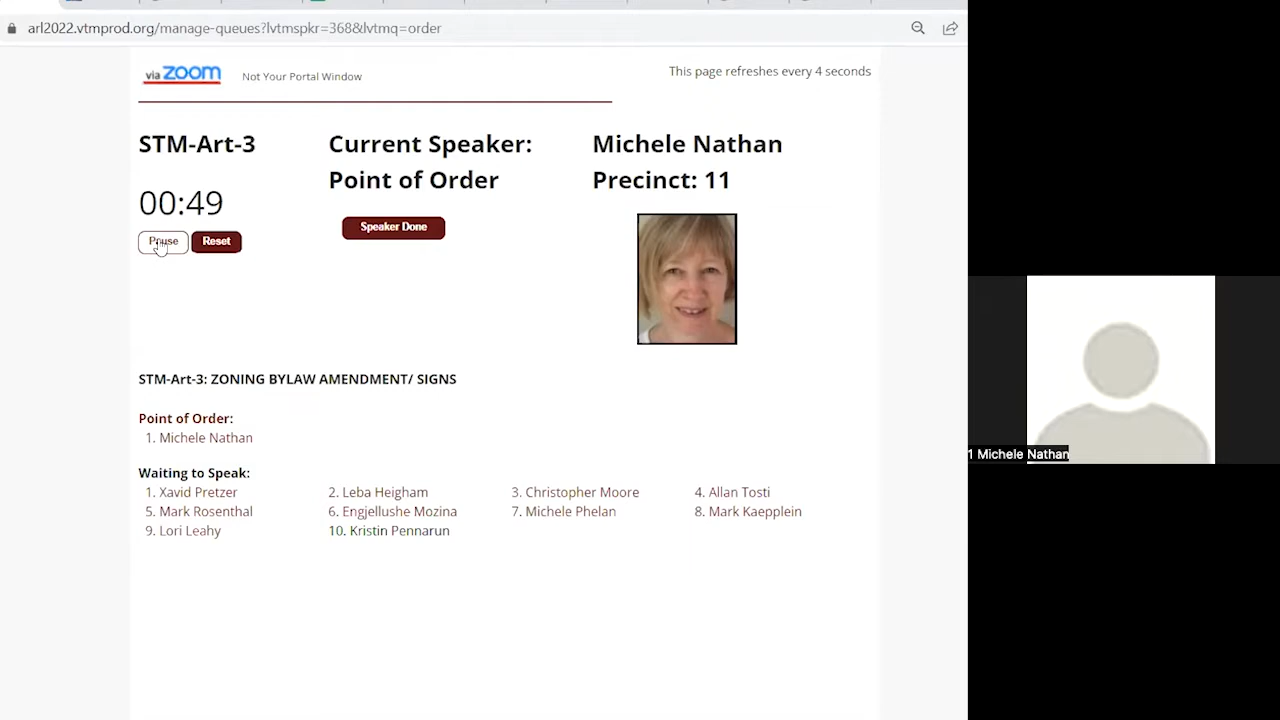 arl2022.vtmprod.org/manage-queues?lvtmspkr=368&lvtmq=order
via zoom Not Your Portal Window This page refreshes every 4 seconds
STM-Art-3 Current Speaker: Michele Nathan
Point of Order Precinct: 11
00:49
Speaker Done
Pause Reset
STM-Art-3: ZONING BYLAW AMENDMENT/ SIGNS
Point of Order:
1. Michele Nathan
1 Michele Nathan
Waiting to Speak:
1. Xavid Pretzer 2. Leba Heigham 3. Christopher Moore 4. Allan Tosti
5. Mark Rosenthal 6. Engjellushe Mozina 7. Michele Phelan 8. Mark Kaepplein
9. Lori Leahy 10. Kristin Pennarun